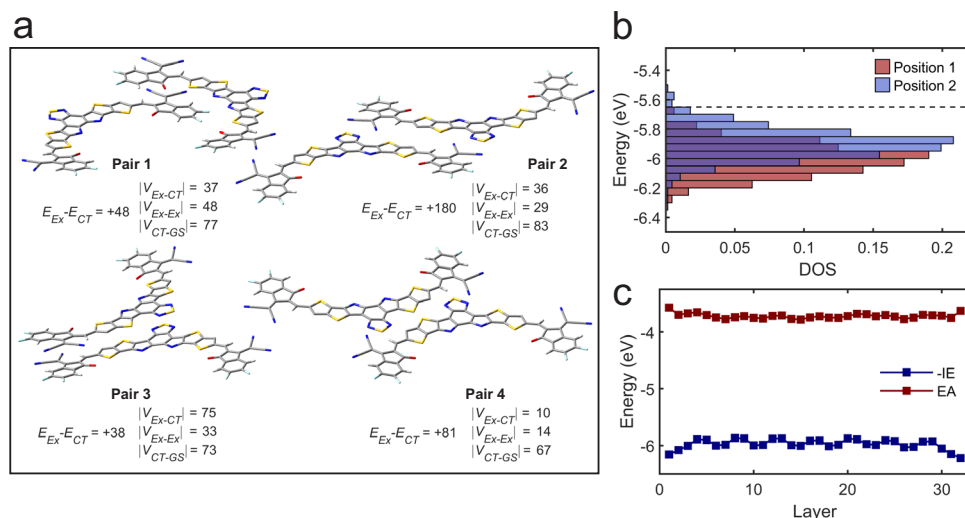 a
Pair 1
E_Ex-E_CT = +48
|V_Ex-CT| = 37
|V_Ex-Ex| = 48
|V_CT-GS| = 77
Pair 2
E_Ex-E_CT = +180
|V_Ex-CT| = 36
|V_Ex-Ex| = 29
|V_CT-GS| = 83
Pair 3
E_Ex-E_CT = +38
|V_Ex-CT| = 75
|V_Ex-Ex| = 33
|V_CT-GS| = 73
Pair 4
E_Ex-E_CT = +81
|V_Ex-CT| = 10
|V_Ex-Ex| = 14
|V_CT-GS| = 67
b
Position 1
Position 2
Energy (eV)
-5.4
-5.6
-5.8
-6
-6.2
-6.4
0 0.05 0.1 0.15 0.2
DOS
c
Energy (eV)
-4
-5
-6
-IE
EA
0 10 20 30
Layer